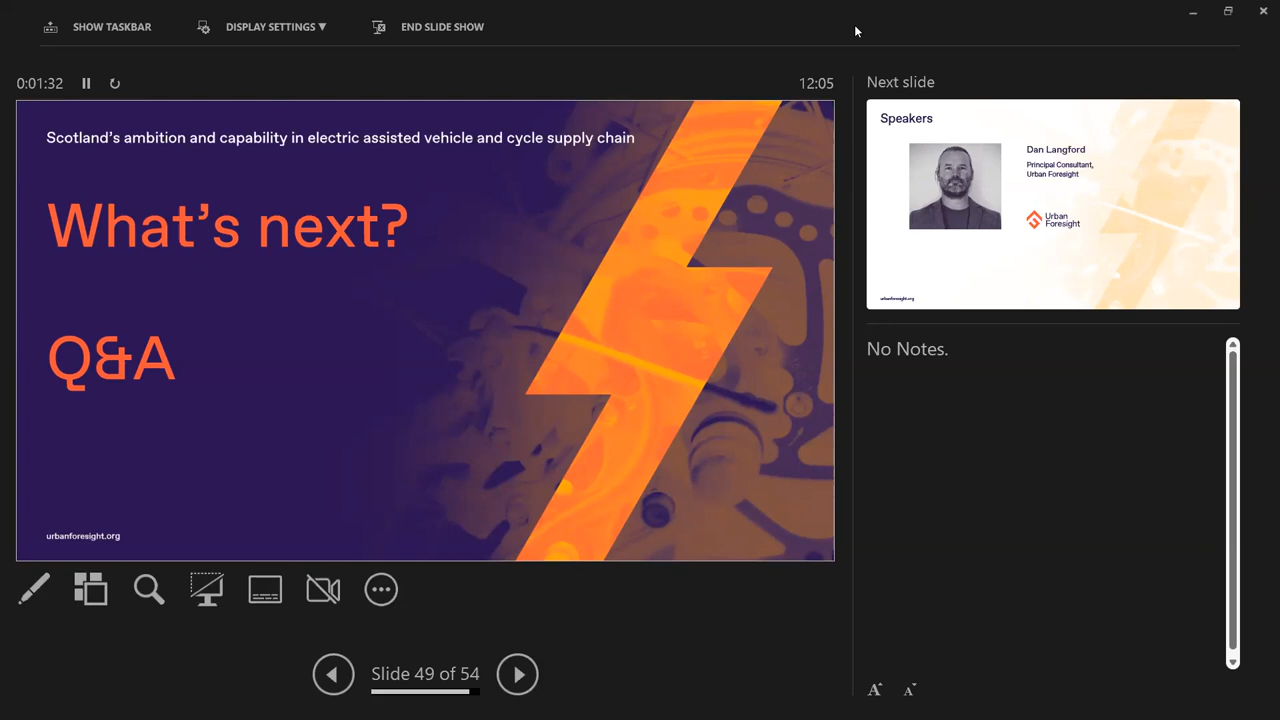 SHOW TASKBAR
DISPLAY SETTINGS ▼
END SLIDE SHOW
0:01:32
12:05
Scotland's ambition and capability in electric assisted vehicle and cycle supply chain
What's next?
Q&A
urbanforesight.org
Next slide
Speakers
Dan Langford
Principal Consultant,
Urban Foresight
Urban
Foresight
urbanforesight.org
No Notes.
Slide 49 of 54
A
A